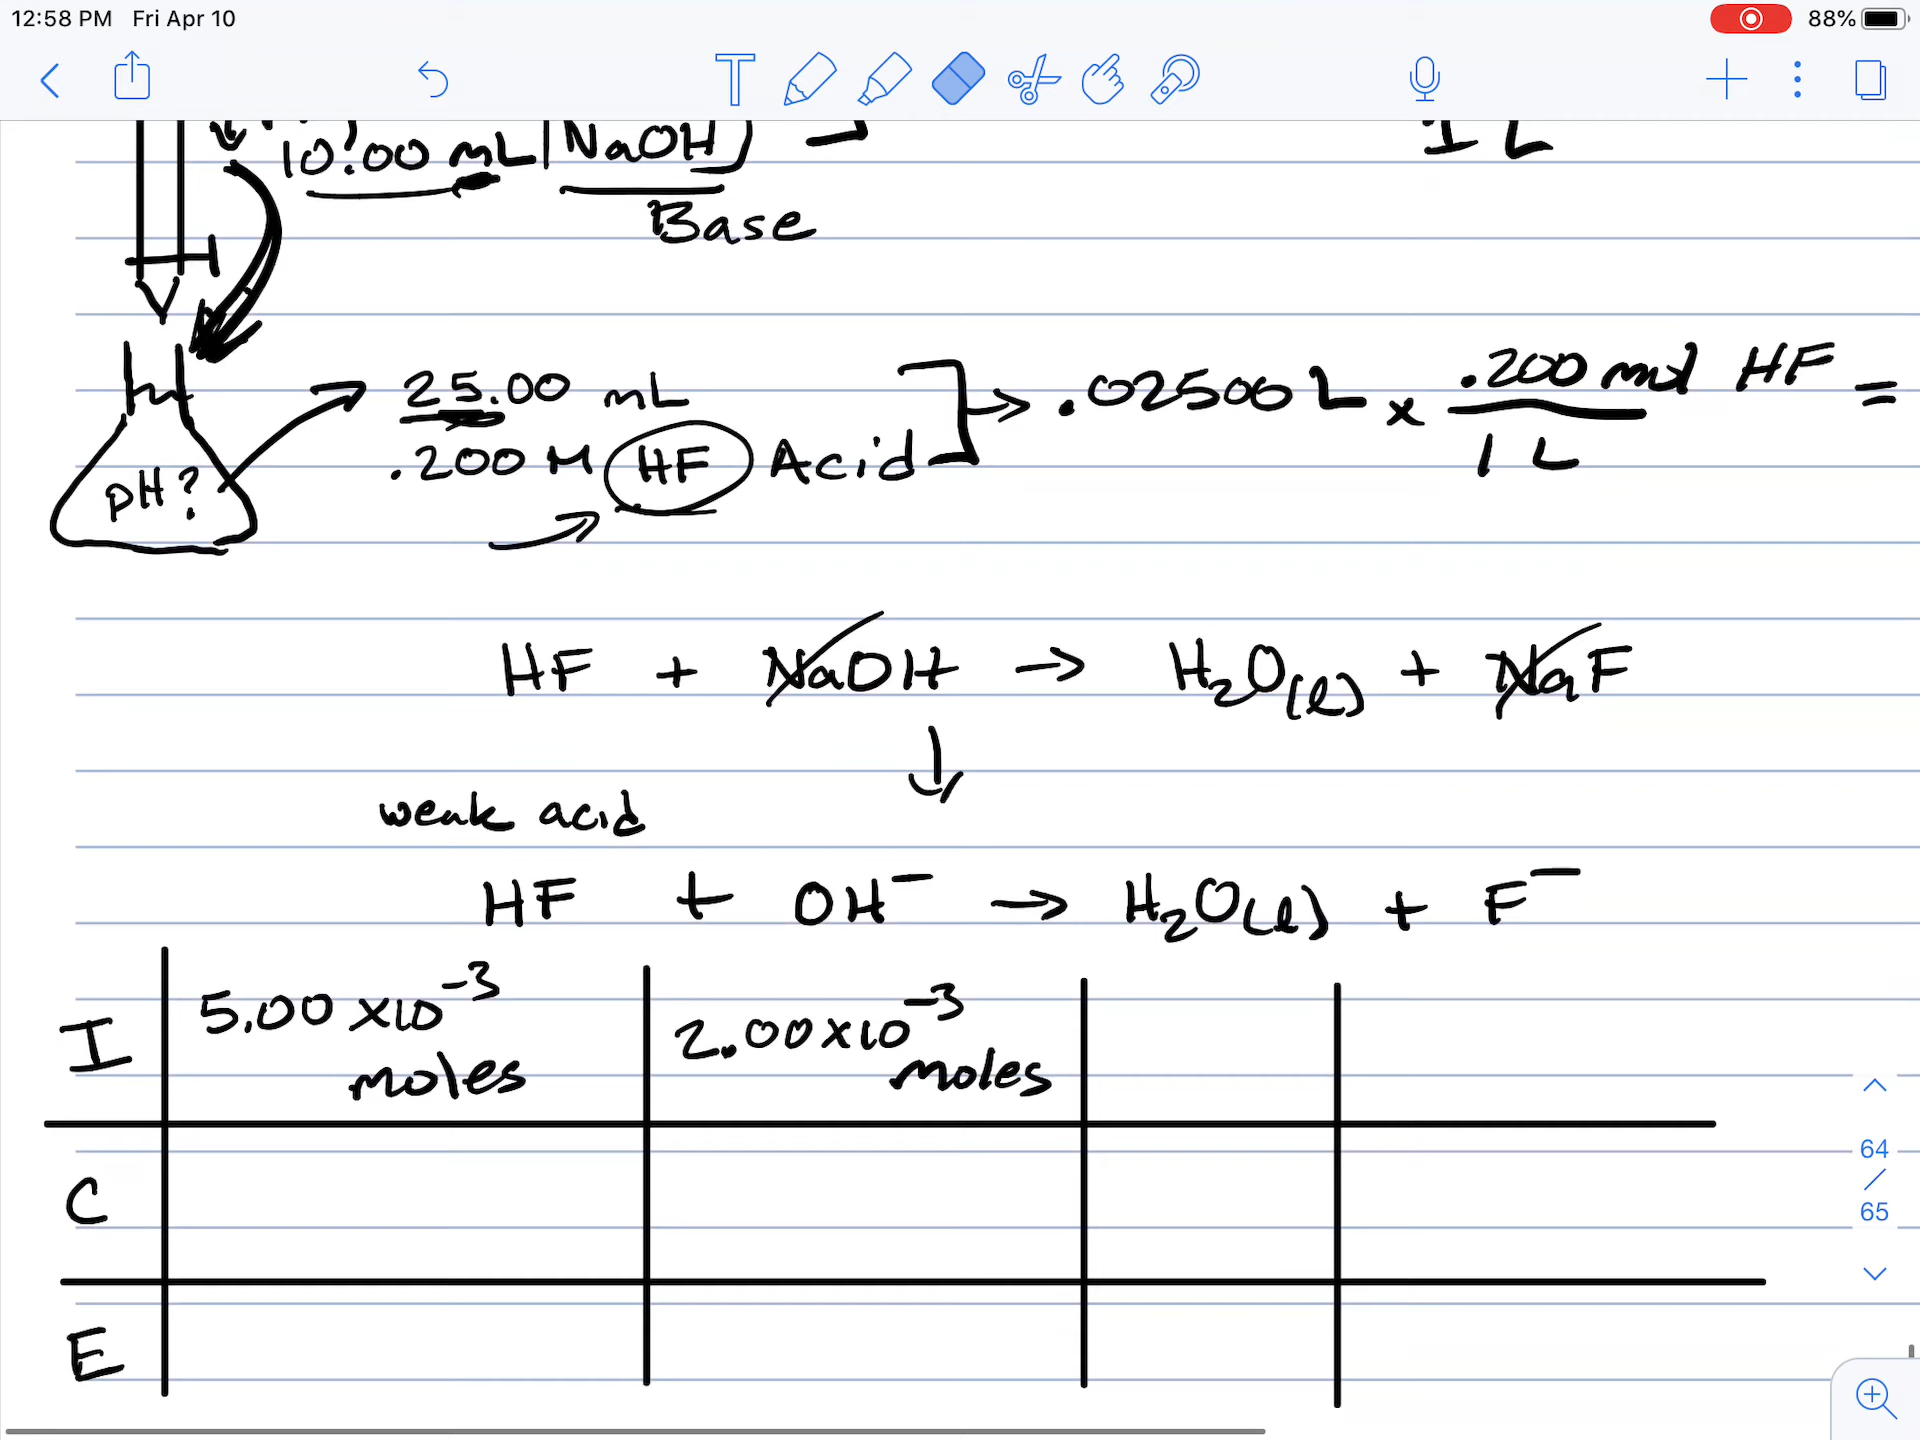 12:58 PM Fri Apr 10
88%
10.00 mL NaOH
1 L
Base
25.00 mL
.02500 L x .200 mol HF =
1 L
.200 M HF Acid
pH?
HF + NaOH → H₂O(l) + NaF
↓
weak acid
HF + OH⁻ → H₂O(l) + F⁻
I 5.00 x10⁻³ moles 2.00x10⁻³ moles
C
E
64
/
65